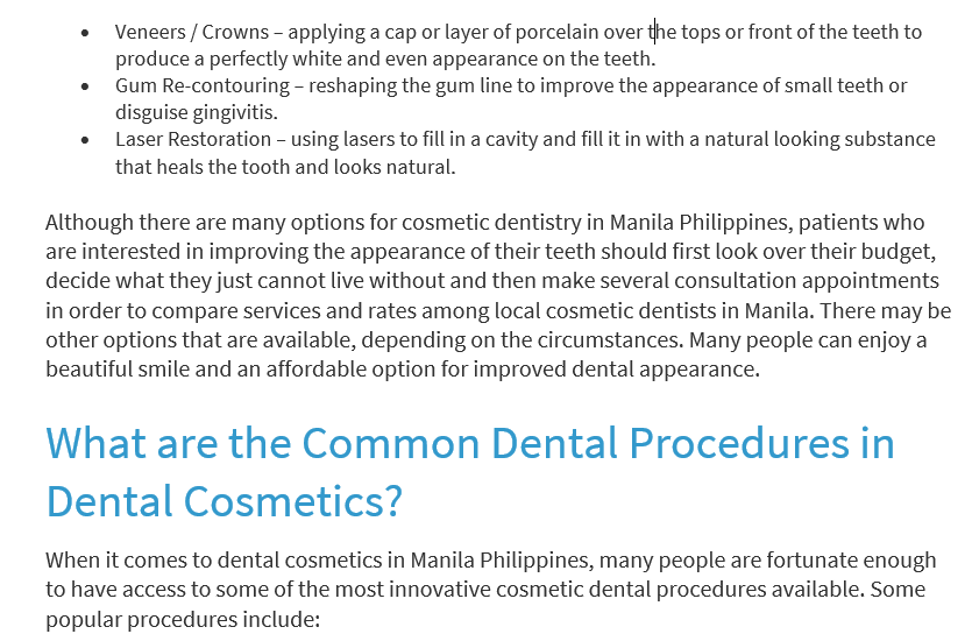 • Veneers / Crowns – applying a cap or layer of porcelain over the tops or front of the teeth to
produce a perfectly white and even appearance on the teeth.
• Gum Re-contouring – reshaping the gum line to improve the appearance of small teeth or
disguise gingivitis.
• Laser Restoration – using lasers to fill in a cavity and fill it in with a natural looking substance
that heals the tooth and looks natural.
Although there are many options for cosmetic dentistry in Manila Philippines, patients who
are interested in improving the appearance of their teeth should first look over their budget,
decide what they just cannot live without and then make several consultation appointments
in order to compare services and rates among local cosmetic dentists in Manila. There may be
other options that are available, depending on the circumstances. Many people can enjoy a
beautiful smile and an affordable option for improved dental appearance.
What are the Common Dental Procedures in
Dental Cosmetics?
When it comes to dental cosmetics in Manila Philippines, many people are fortunate enough
to have access to some of the most innovative cosmetic dental procedures available. Some
popular procedures include: